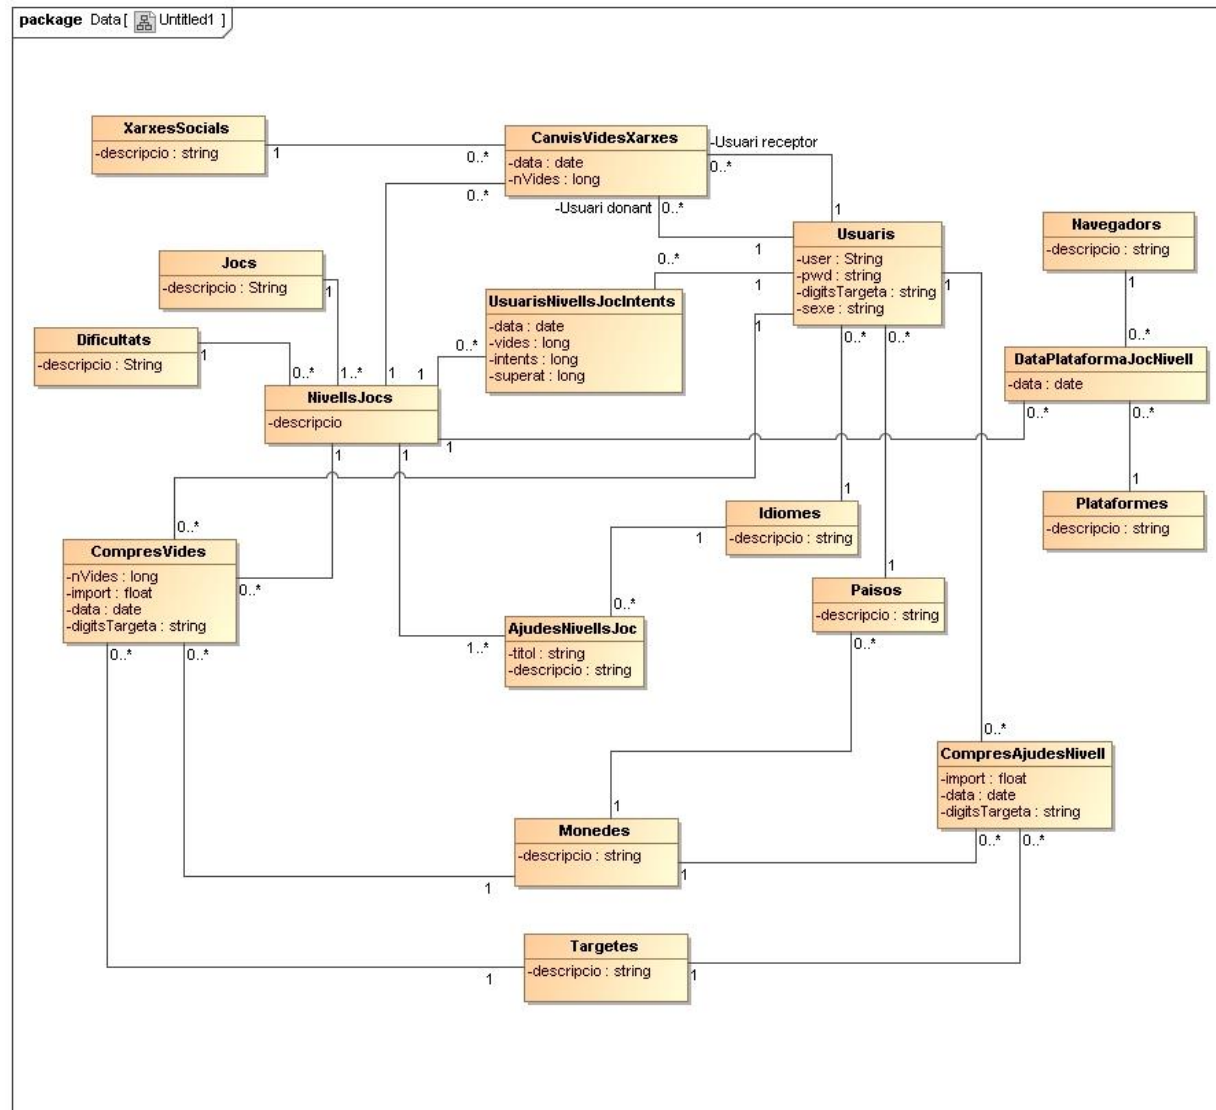 package Data [ Untitled1 ]
XarxesSocials
-descripcio : string
1
0..*
CanvisVidesXarxes
-data : date
-nVides : long
-Usuari receptor
0..*
1
0..*
-Usuari donant
0..*
1
Usuaris
-user : String
-pwd : string
-digitsTargeta : string
-sexe : string
Navegadors
-descripcio : string
1
0..*
Jocs
-descripcio : String
1
Dificultats
-descripcio : String
1
0..*
1..*
1
1
0..*
UsuarisNivellsJocIntents
-data : date
-vides : long
-intents : long
-superat : long
0..*
1
1
1
0..*
0..*
DataPlataformaJocNivell
-data : date
0..*
0..*
NivellsJocs
-descripcio
1
1
1
1
Plataformes
-descripcio : string
1
Idiomes
-descripcio : string
1
0..*
0..*
CompresVides
-nVides : long
-import : float
-data : date
-digitsTargeta : string
0..*
0..*
0..*
1
Paisos
-descripcio : string
0..*
AjudesNivellsJoc
-titol : string
-descripcio : string
1..*
0..*
CompresAjudesNivell
-import : float
-data : date
-digitsTargeta : string
0..*
0..*
1
Monedes
-descripcio : string
1
1
Targetes
-descripcio : string
1
1